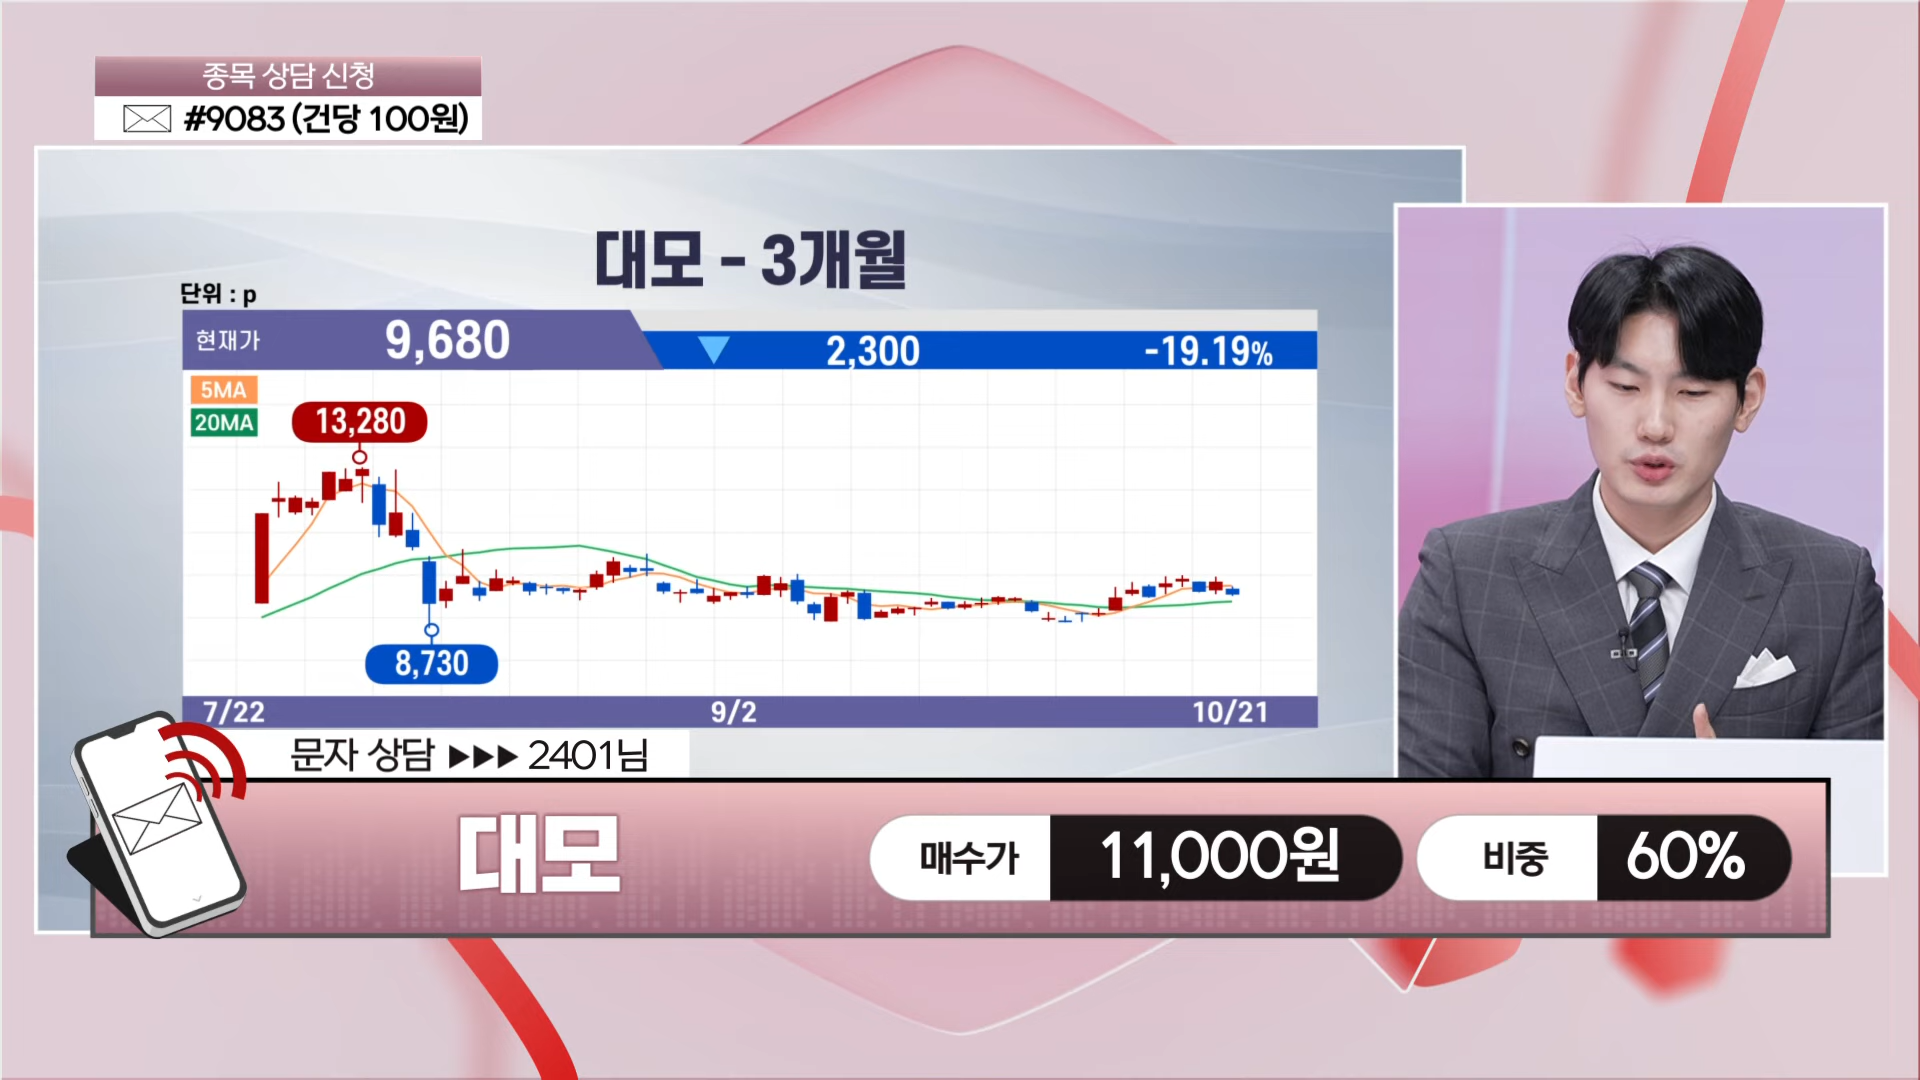 종목 상담 신청
#9083 (건당 100원)
대모 - 3개월
단위 : p
현재가 9,680 2,300 -19.19%
5MA
20MA
13,280
8,730
7/22 9/2 10/21
문자 상담 ▶▶▶ 2401님
대모 매수가 11,000원 비중 60%